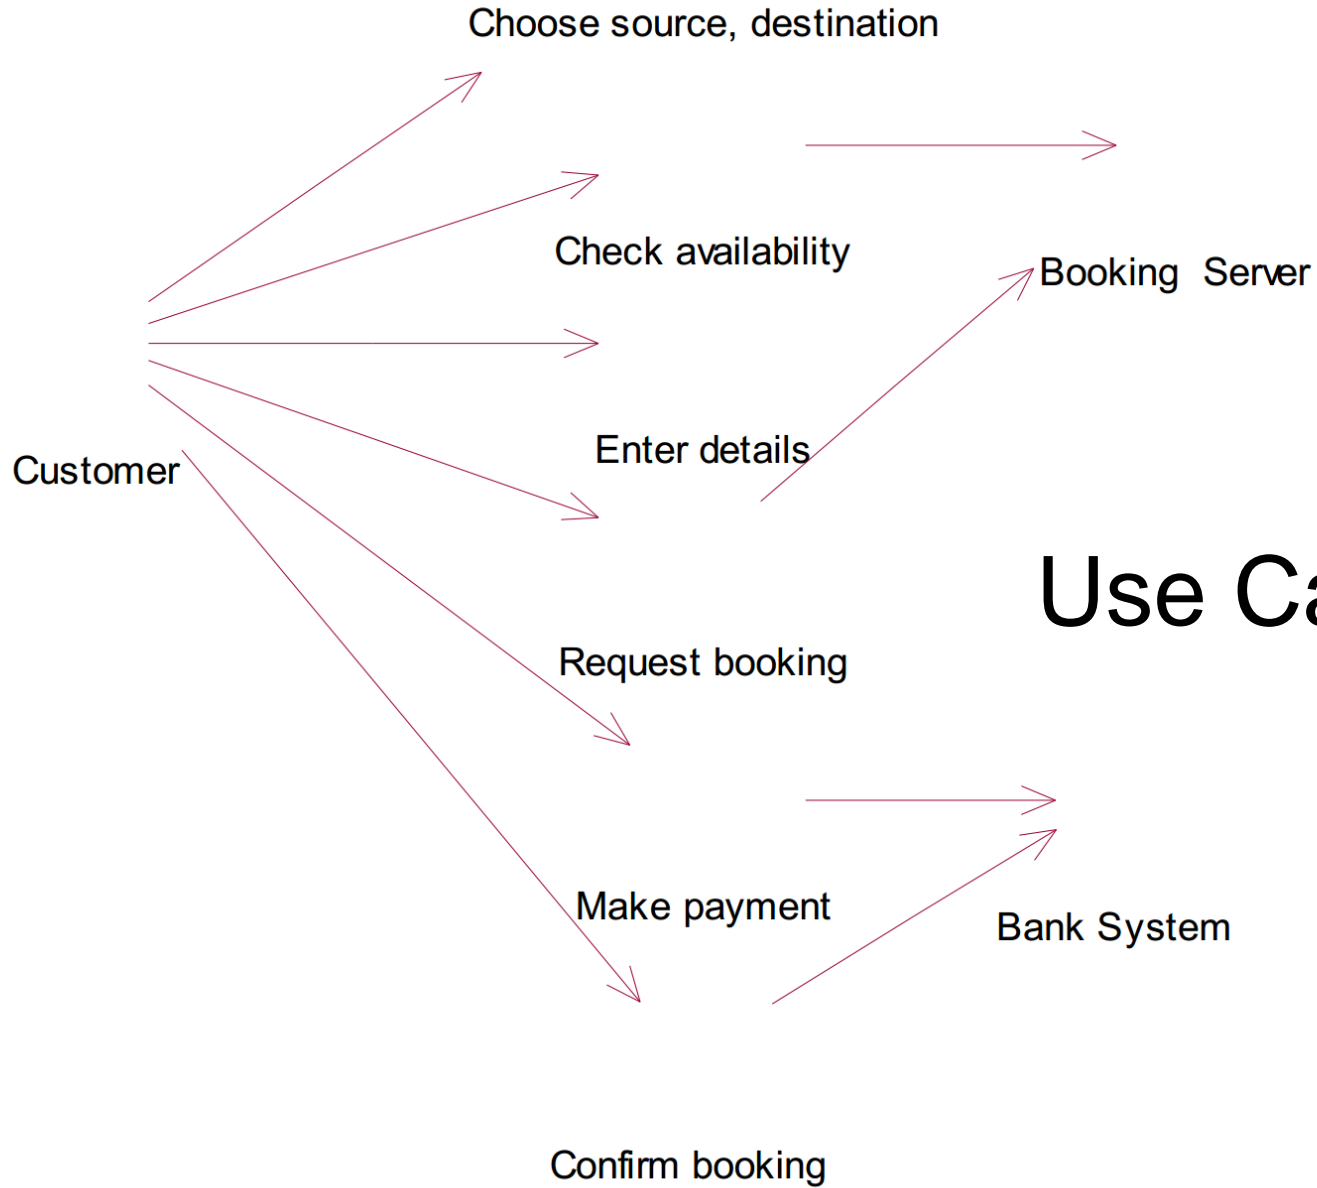 Choose source, destination
Check availability
Booking  Server
Enter details
Customer
Use Ca
Request booking
Make payment
Bank System
Confirm booking